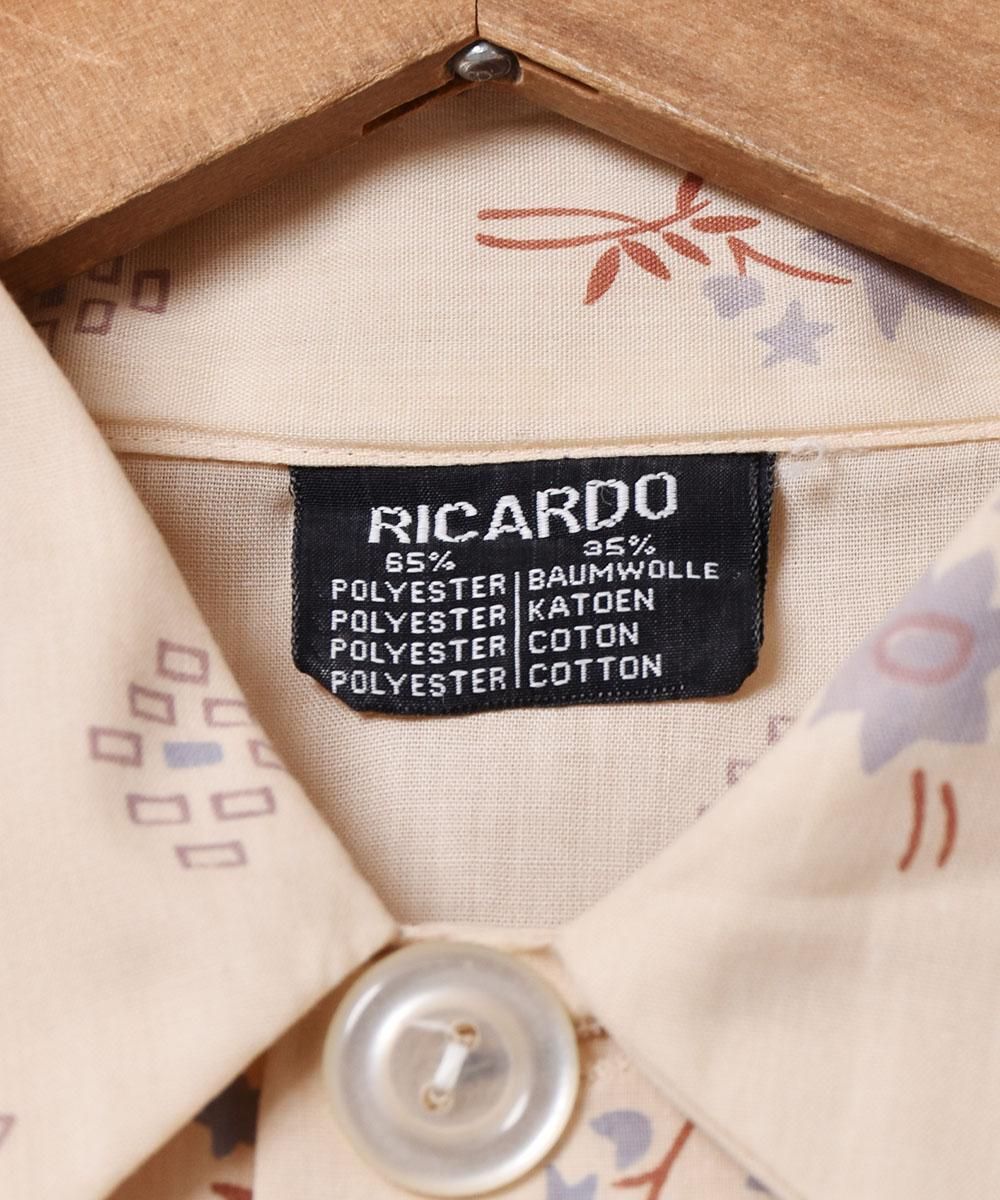 RICARDO
65% 35%
POLYESTER | BAUMWOLLE
POLYESTER | KATOEN
POLYESTER | COTON
POLYESTER | COTTON